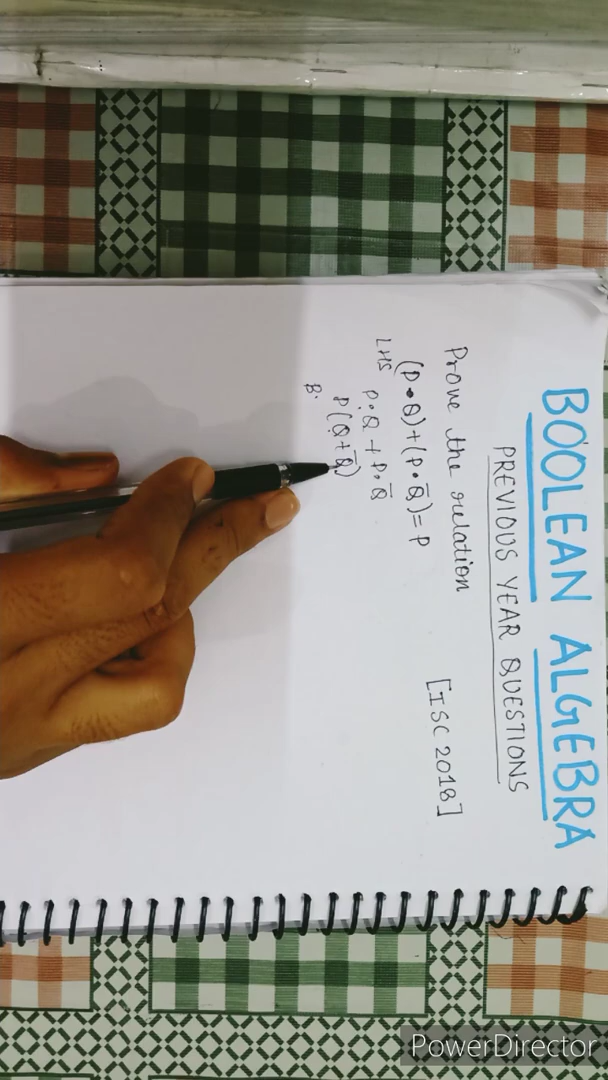 BOOLEAN ALGEBRA
PREVIOUS YEAR QUESTIONS
Prove the relation [ISC 2018]
(P•Q)+(P•Q̅)=P
LHS P.Q + P.Q̅
P(Q+Q̅)
B.
PowerDirector